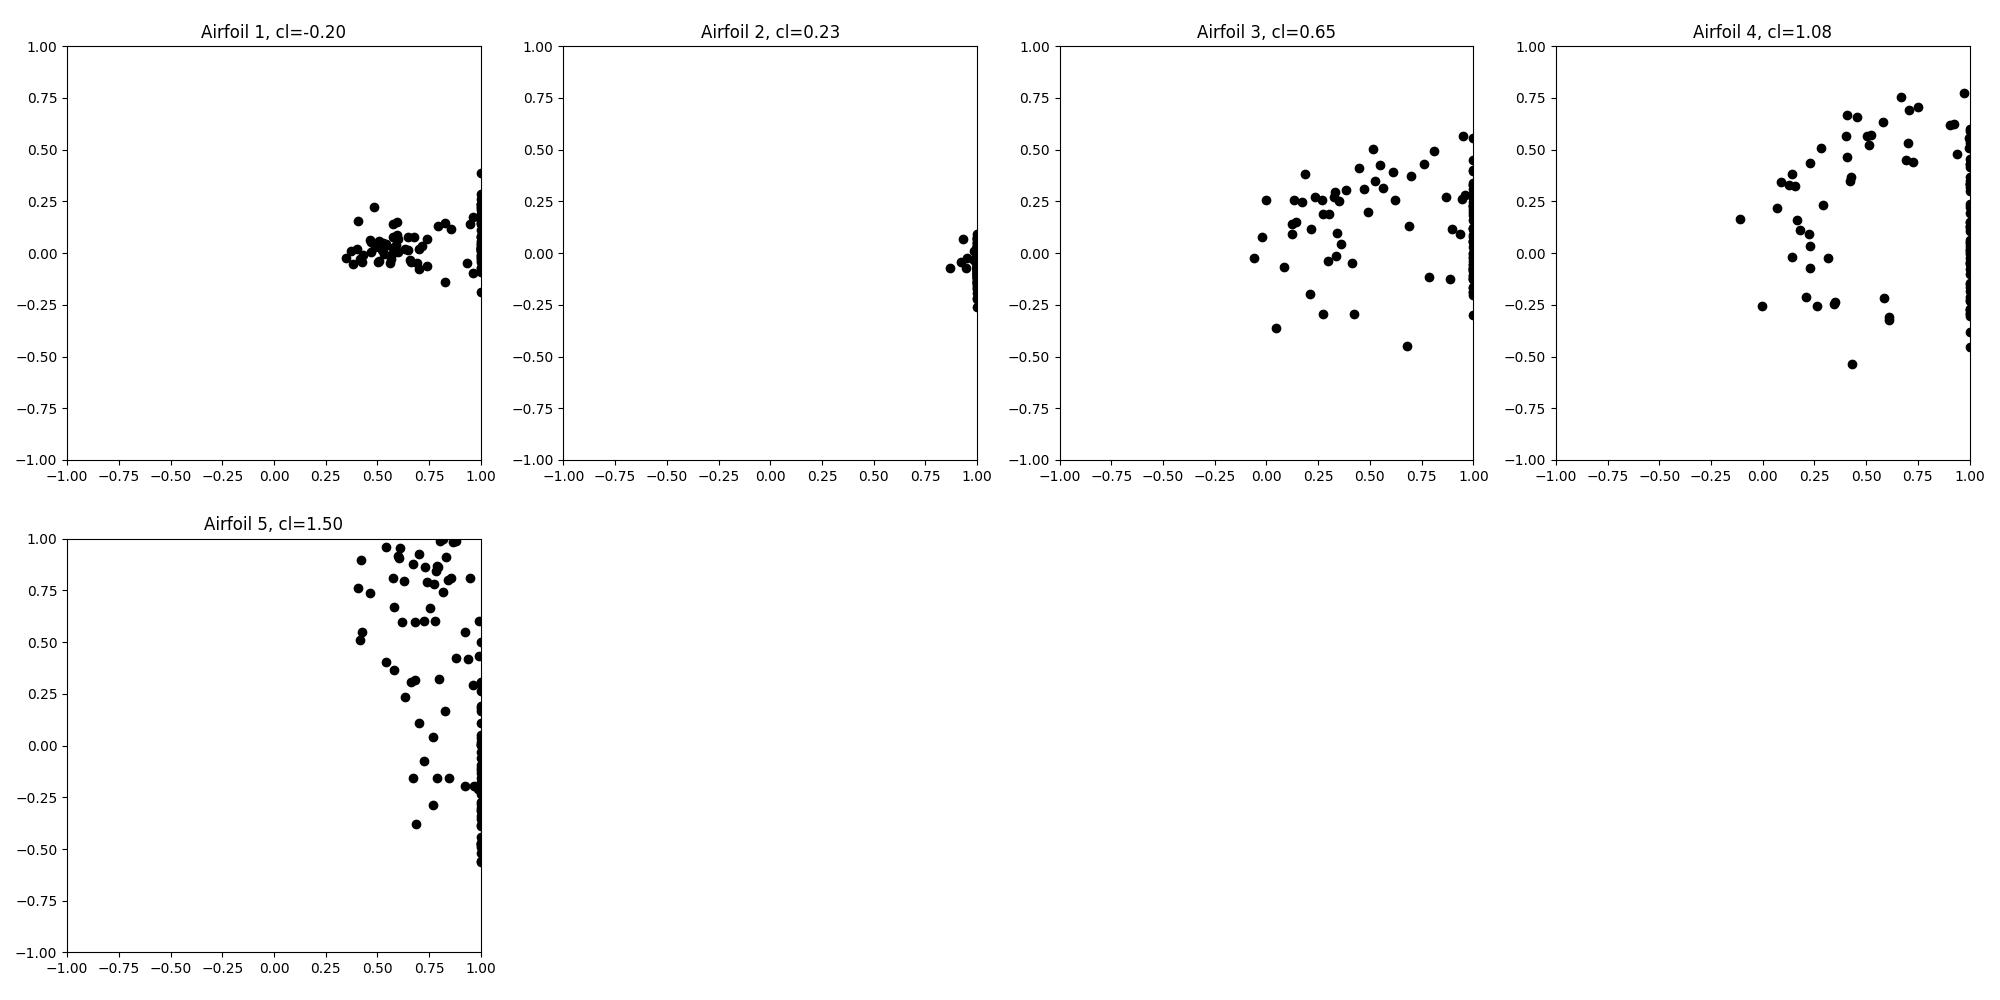 Airfoil 1, cl=-0.20
Airfoil 2, cl=0.23
Airfoil 3, cl=0.65
Airfoil 4, cl=1.08
1.00 1.00 1.00 1.00
0.75 0.75 0.75 0.75
0.50 0.50 0.50 0.50
0.25 0.25 0.25 0.25
0.00 0.00 0.00 0.00
−0.25 −0.25 −0.25 −0.25
−0.50 −0.50 −0.50 −0.50
−0.75 −0.75 −0.75 −0.75
−1.00 −1.00 −1.00 −1.00
−1.00 −0.75 −0.50 −0.25 0.00 0.25 0.50 0.75 1.00
−1.00 −0.75 −0.50 −0.25 0.00 0.25 0.50 0.75 1.00
−1.00 −0.75 −0.50 −0.25 0.00 0.25 0.50 0.75 1.00
−1.00 −0.75 −0.50 −0.25 0.00 0.25 0.50 0.75 1.00
Airfoil 5, cl=1.50
1.00
0.75
0.50
0.25
0.00
−0.25
−0.50
−0.75
−1.00
−1.00 −0.75 −0.50 −0.25 0.00 0.25 0.50 0.75 1.00